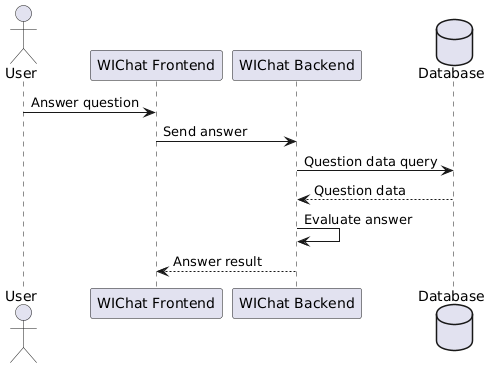 User
WIChat Frontend
WIChat Backend
Database
Answer question
Send answer
Question data query
Question data
Evaluate answer
Answer result
User
WIChat Frontend
WIChat Backend
Database